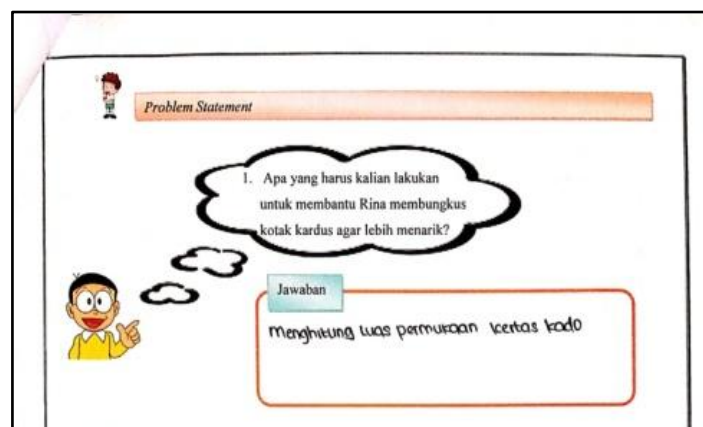 Problem Statement
1. Apa yang harus kalian lakukan
untuk membantu Rina membungkus
kotak kardus agar lebih menarik?
Jawaban
Menghitung luas permukaan kertas kado